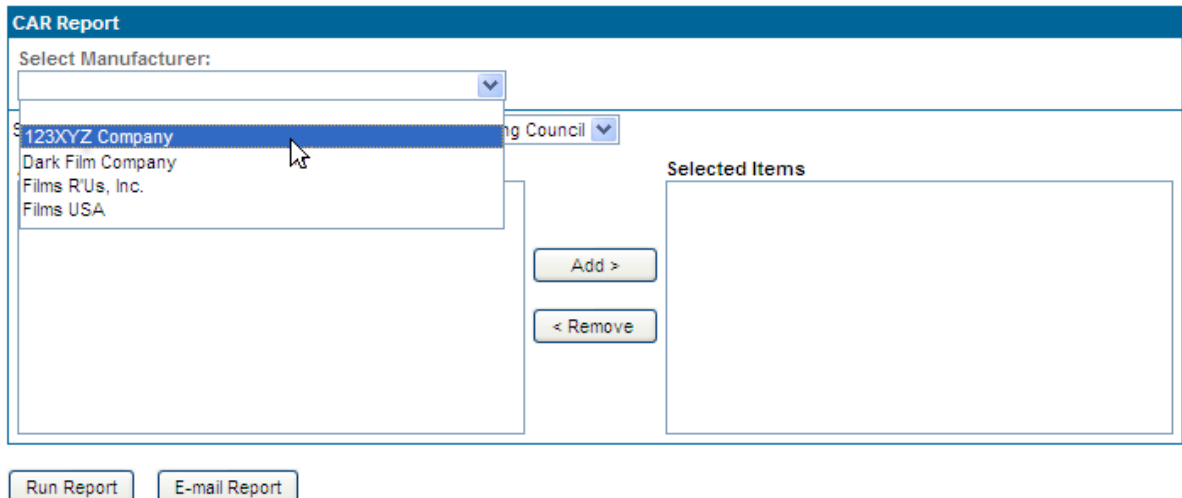 CAR Report
Select Manufacturer:
123XYZ Company
ng Council
Dark Film Company
Films R'Us, Inc.
Films USA
Selected Items
Add >
< Remove
Run Report
E-mail Report